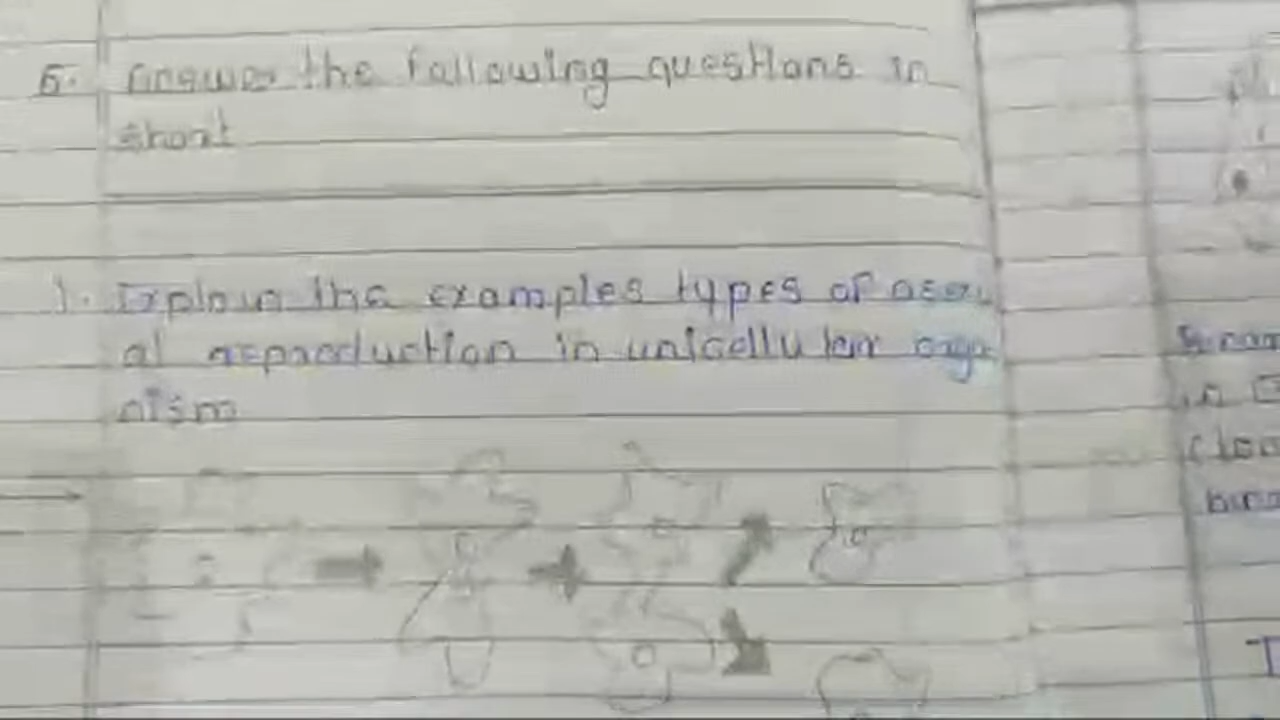 5. Answer the following questions in
short
1. Explain the examples types of asexu
al reproduction in unicellular orga
nism
in